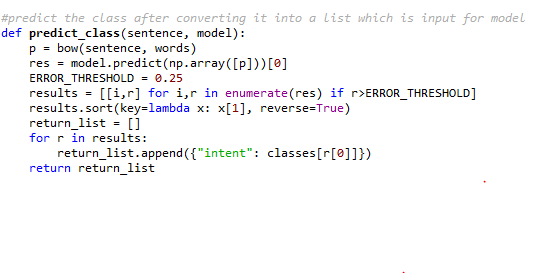 #predict the class after converting it into a list which is input for model
def predict_class(sentence, model):
    p = bow(sentence, words)
    res = model.predict(np.array([p]))[0]
    ERROR_THRESHOLD = 0.25
    results = [[i,r] for i,r in enumerate(res) if r>ERROR_THRESHOLD]
    results.sort(key=lambda x: x[1], reverse=True)
    return_list = []
    for r in results:
        return_list.append({"intent": classes[r[0]]})
    return return_list